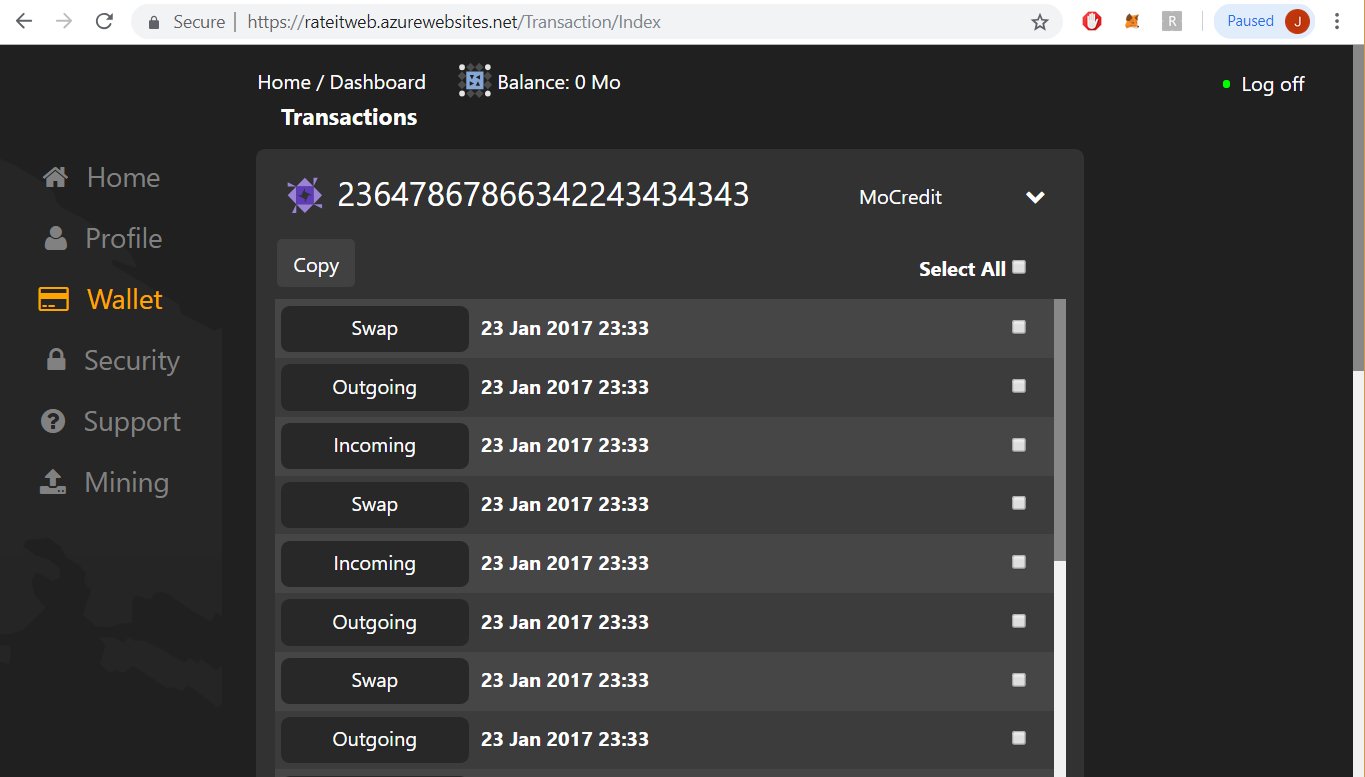 Secure | https://rateitweb.azurewebsites.net/Transaction/Index
R
Paused
J
Home / Dashboard
Balance: 0 Mo
Log off
Transactions
Home
Profile
Wallet
Security
Support
Mining
23647867866342243434343
MoCredit
Copy
Select All
Swap 23 Jan 2017 23:33
Outgoing 23 Jan 2017 23:33
Incoming 23 Jan 2017 23:33
Swap 23 Jan 2017 23:33
Incoming 23 Jan 2017 23:33
Outgoing 23 Jan 2017 23:33
Swap 23 Jan 2017 23:33
Outgoing 23 Jan 2017 23:33